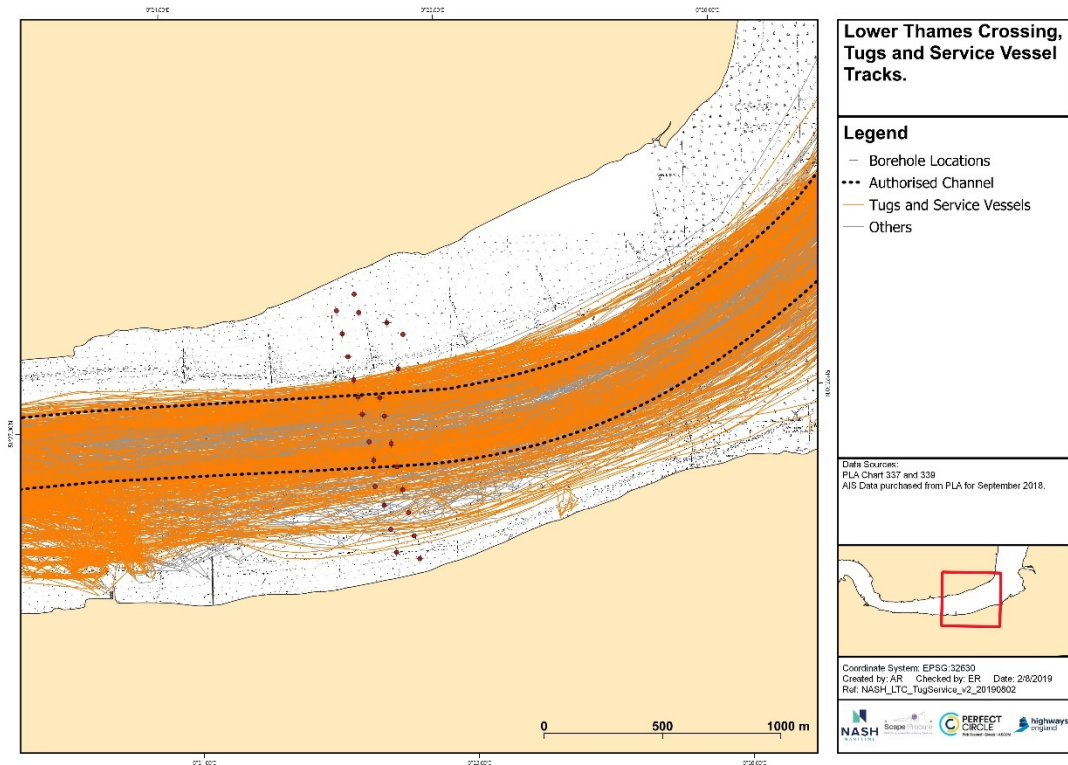 Lower Thames Crossing,
Tugs and Service Vessel
Tracks.
Legend
Borehole Locations
Authorised Channel
Tugs and Service Vessels
Others
Data Sources:
PLA Chart 337 and 339
AIS Data purchased from PLA for September 2018.
Coordinate System: EPSG:32630
Created by: AR Checked by: ER Date: 2/8/2019
Ref: NASH_LTC_TugService_v2_20190802
NASH
MARITIME
Scape Procure
PERFECT
CIRCLE
highways
england
0 500 1000 m